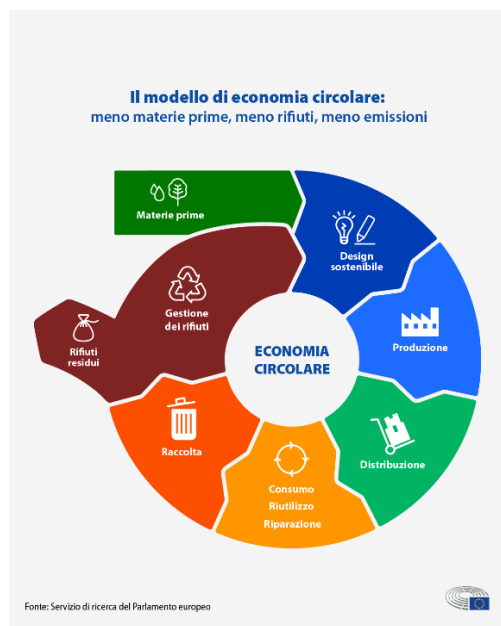 Il modello di economia circolare:
meno materie prime, meno rifiuti, meno emissioni
Materie prime
Design
sostenibile
Produzione
Distribuzione
Consumo
Riutilizzo
Riparazione
Raccolta
Gestione
dei rifiuti
Rifiuti
residui
ECONOMIA
CIRCOLARE
Fonte: Servizio di ricerca del Parlamento europeo